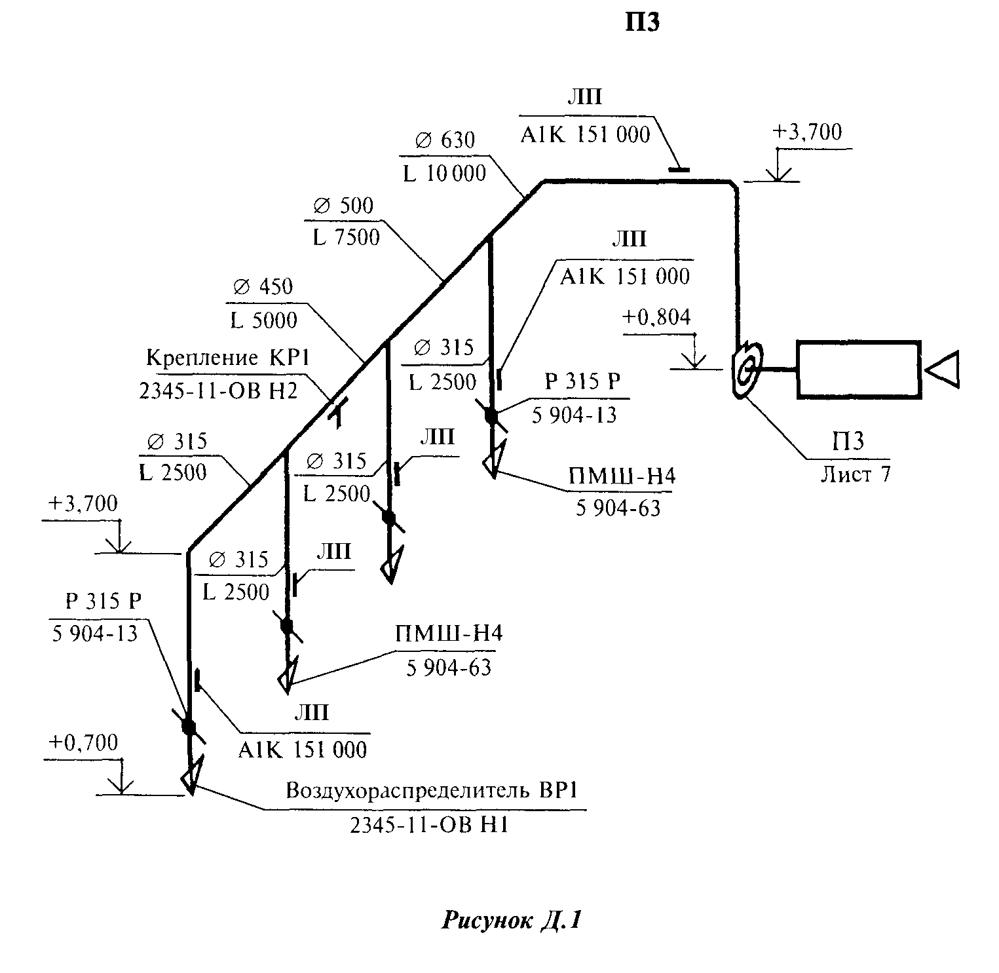 П3
ЛП
А1К 151 000
+3,700
∅ 630
L 10 000
∅ 500
L 7500
ЛП
А1К 151 000
∅ 450
L 5000
+0,804
∅ 315
L 2500
Крепление КР1
2345-11-ОВ Н2
Р 315 Р
5 904-13
∅ 315
L 2500
ЛП
∅ 315
L 2500
П3
Лист 7
ПМШ-Н4
5 904-63
+3,700
∅ 315
L 2500
ЛП
Р 315 Р
5 904-13
ПМШ-Н4
5 904-63
ЛП
А1К 151 000
+0,700
Воздухораспределитель ВР1
2345-11-ОВ Н1
Рисунок Д.1